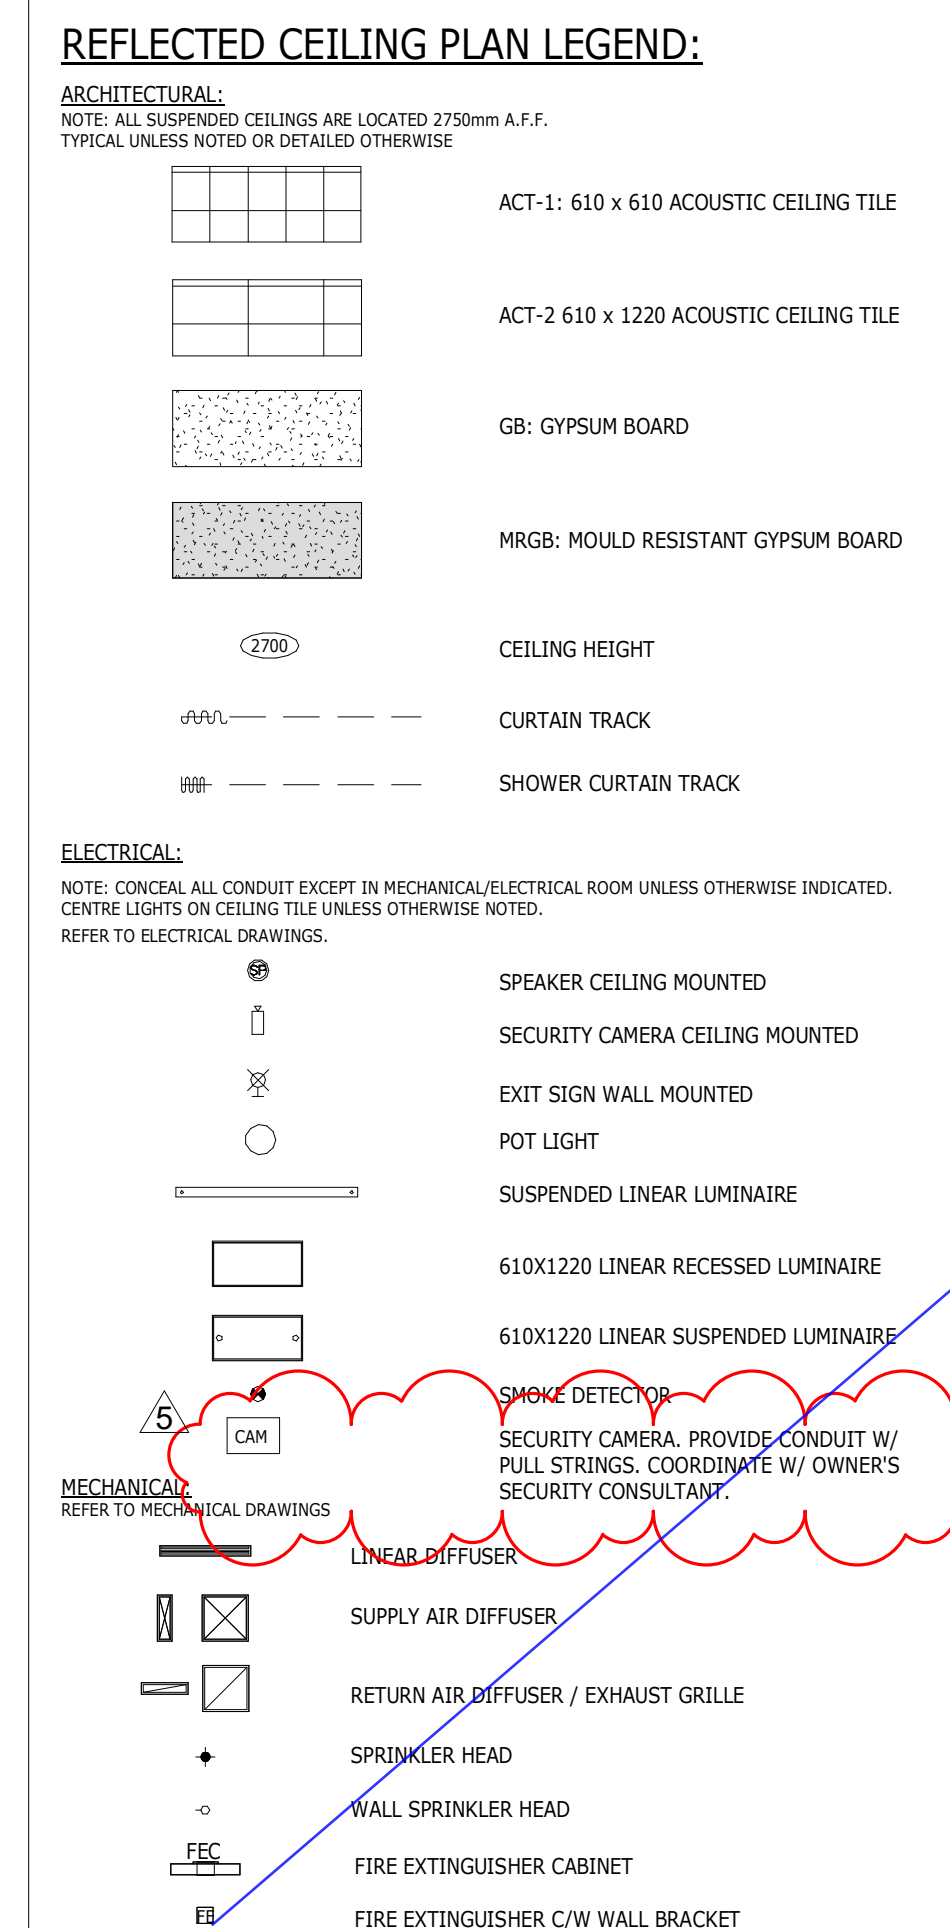 REFLECTED CEILING PLAN LEGEND:
ARCHITECTURAL:
NOTE: ALL SUSPENDED CEILINGS ARE LOCATED 2750mm A.F.F.
TYPICAL UNLESS NOTED OR DETAILED OTHERWISE
ACT-1: 610 x 610 ACOUSTIC CEILING TILE
ACT-2 610 x 1220 ACOUSTIC CEILING TILE
GB: GYPSUM BOARD
MRGB: MOULD RESISTANT GYPSUM BOARD
2700 CEILING HEIGHT
CURTAIN TRACK
SHOWER CURTAIN TRACK
ELECTRICAL:
NOTE: CONCEAL ALL CONDUIT EXCEPT IN MECHANICAL/ELECTRICAL ROOM UNLESS OTHERWISE INDICATED.
CENTRE LIGHTS ON CEILING TILE UNLESS OTHERWISE NOTED.
REFER TO ELECTRICAL DRAWINGS.
SP SPEAKER CEILING MOUNTED
SECURITY CAMERA CEILING MOUNTED
EXIT SIGN WALL MOUNTED
POT LIGHT
SUSPENDED LINEAR LUMINAIRE
610X1220 LINEAR RECESSED LUMINAIRE
610X1220 LINEAR SUSPENDED LUMINAIRE
SMOKE DETECTOR
5
CAM
SECURITY CAMERA. PROVIDE CONDUIT W/
PULL STRINGS. COORDINATE W/ OWNER'S
SECURITY CONSULTANT.
MECHANICAL:
REFER TO MECHANICAL DRAWINGS
LINEAR DIFFUSER
SUPPLY AIR DIFFUSER
RETURN AIR DIFFUSER / EXHAUST GRILLE
SPRINKLER HEAD
WALL SPRINKLER HEAD
FEC
FIRE EXTINGUISHER CABINET
FE FIRE EXTINGUISHER C/W WALL BRACKET